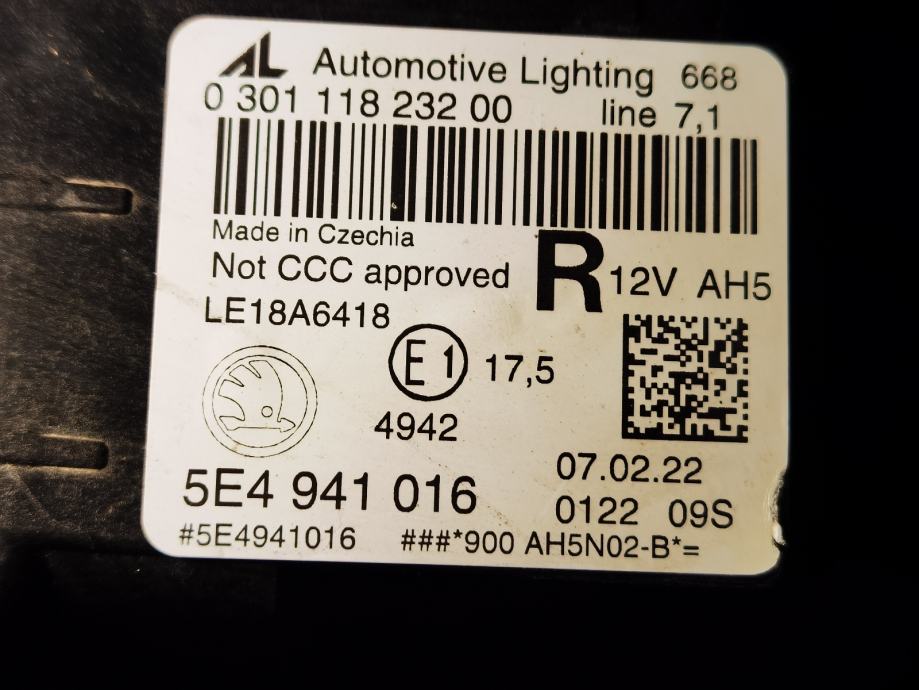 AL Automotive Lighting 668
0 301 118 232 00 line 7,1
Made in Czechia
Not CCC approved R 12V AH5
LE18A6418
E1 17,5
4942
07.02.22
5E4 941 016
0122 09S
#5E4941016 ###*900 AH5N02-B*=